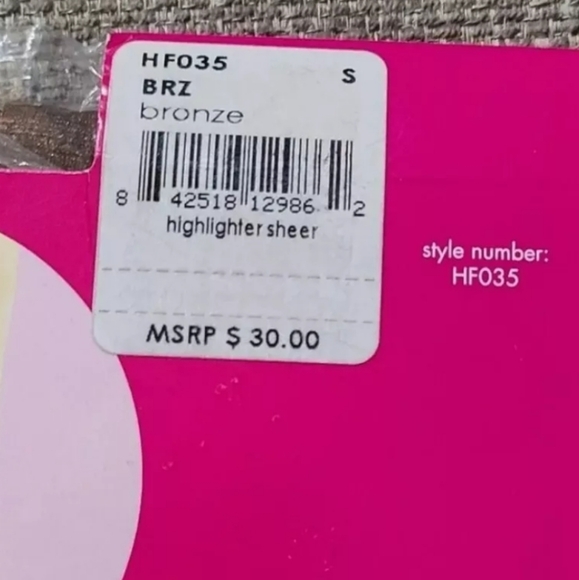 HF035 S
BRZ
bronze
8 42518 12986 2
highlighter sheer
MSRP $ 30.00
style number:
HF035